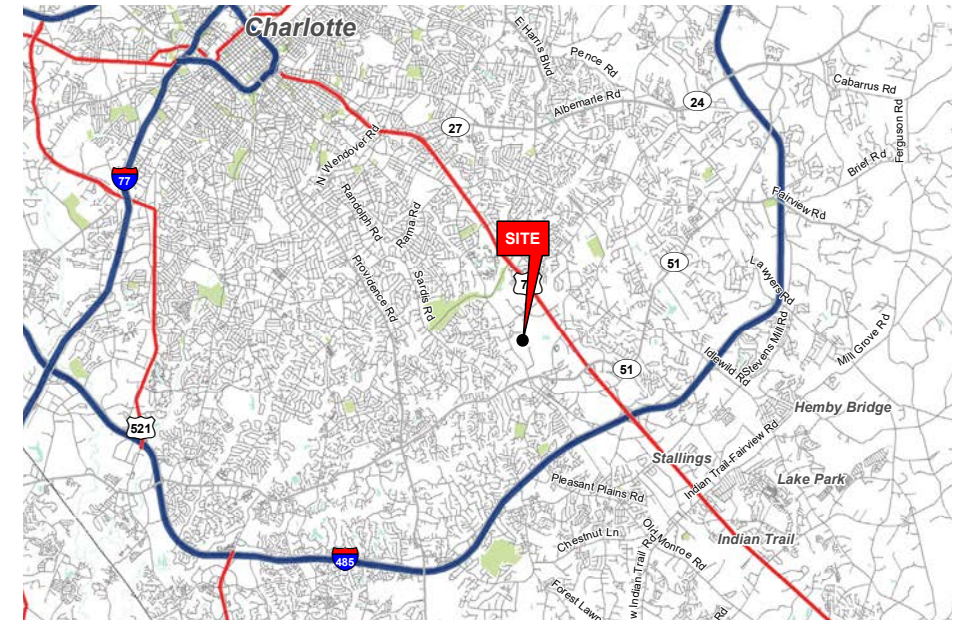 Charlotte
E Harris Blvd
Pence Rd
Cabarrus Rd
Albemarle Rd
24
27
Ferguson Rd
N Wendover Rd
Brief Rd
77
Randolph Rd
Fairview Rd
Rama Rd
SITE
Providence Rd
Sardis Rd
51
Lawyers Rd
Stevens Mill Rd
Mill Grove Rd
Idlewild Rd
51
Hemby Bridge
521
Stallings
Indian Trail-Fairview Rd
Lake Park
Pleasant Plains Rd
Chestnut Ln
Old Monroe Rd
Indian Trail
485
Forest Lawn
w Indian Trail Rd
Rd